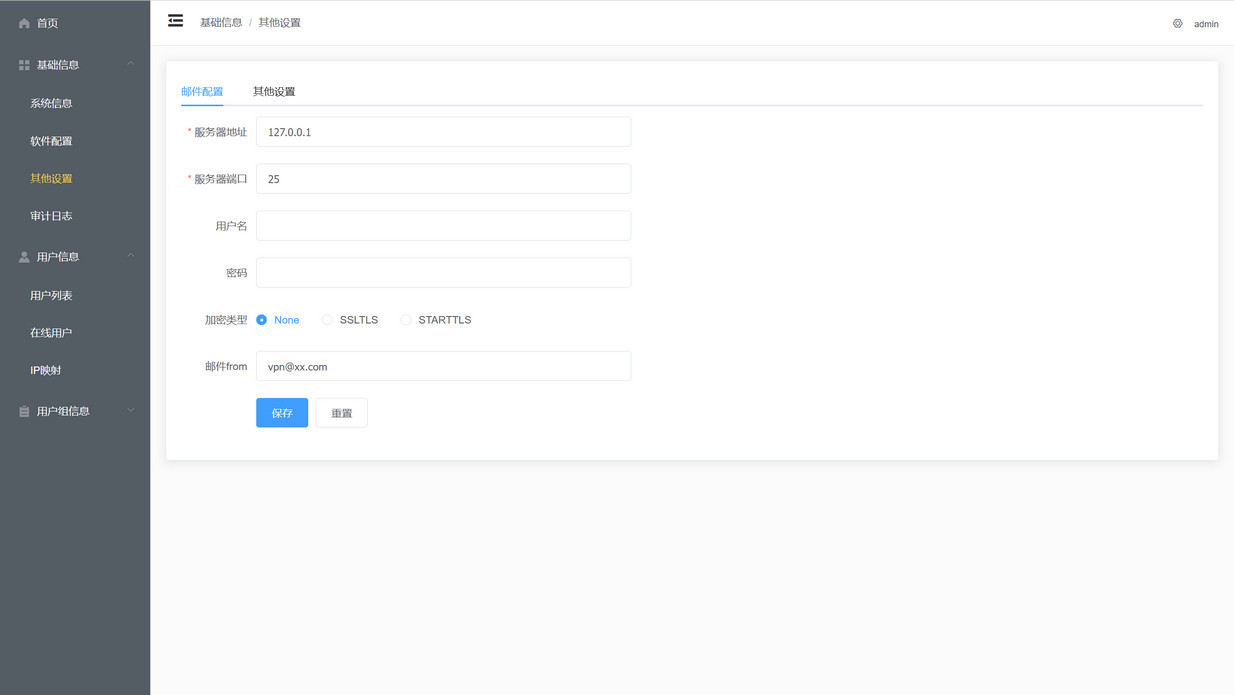 首页
基础信息
系统信息
软件配置
其他设置
审计日志
用户信息
用户列表
在线用户
IP映射
用户组信息
基础信息 / 其他设置
admin
邮件配置 其他设置
* 服务器地址 127.0.0.1
* 服务器端口 25
用户名
密码
加密类型 None SSLTLS STARTTLS
邮件from vpn@xx.com
保存 重置